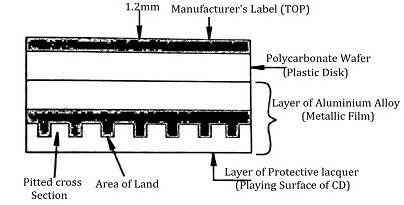 1.2mm
Manufacturer's Label (TOP)
Polycarbonate Wafer
(Plastic Disk)
Layer of Aluminium Alloy
(Metallic Film)
Layer of Protective lacquer
(Playing Surface of CD)
Pitted cross
Section
Area of Land